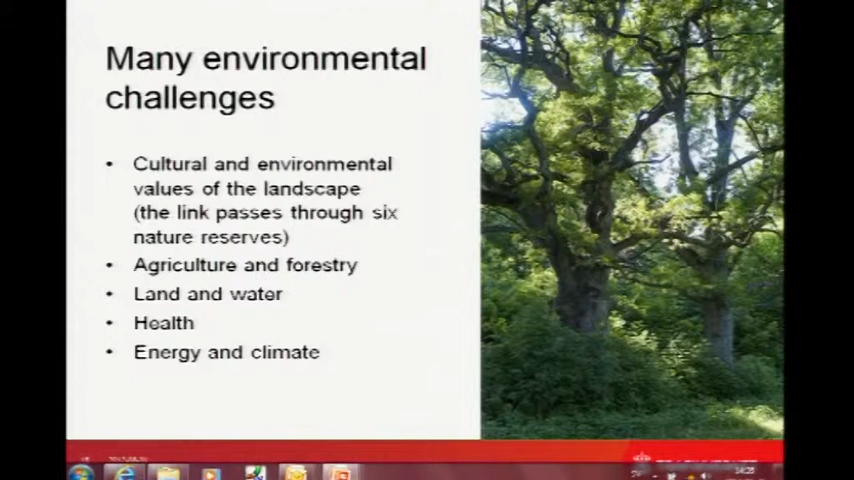 Many environmental
challenges
• Cultural and environmental
values of the landscape
(the link passes through six
nature reserves)
• Agriculture and forestry
• Land and water
• Health
• Energy and climate